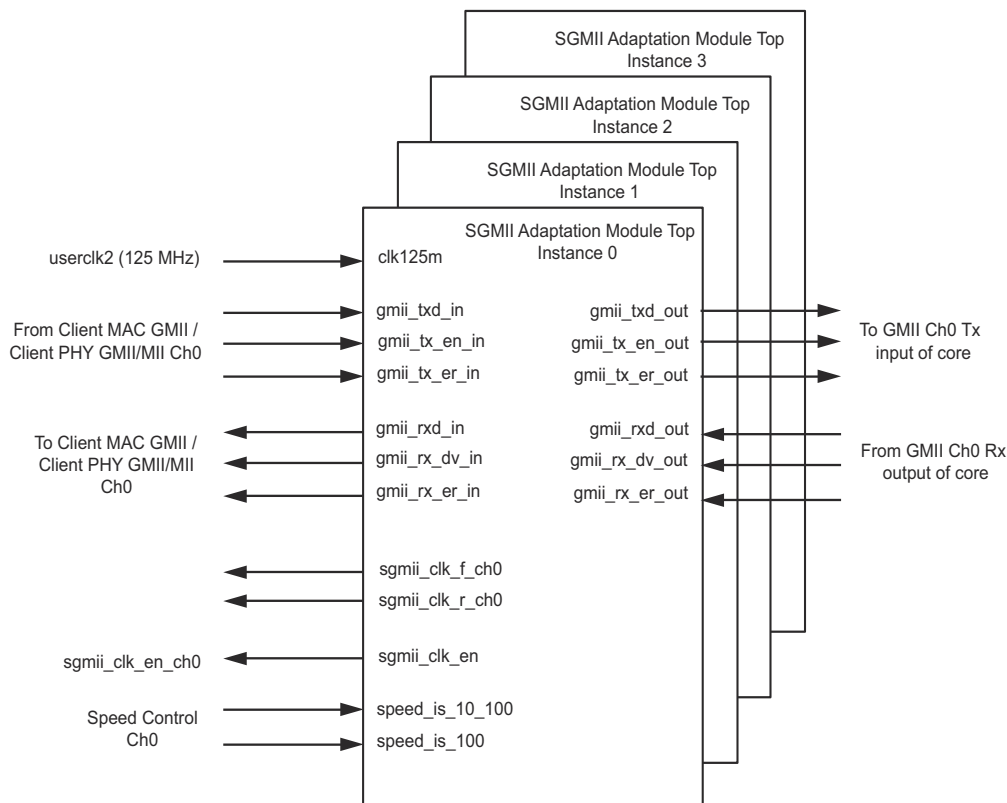 SGMII Adaptation Module Top
Instance 3
SGMII Adaptation Module Top
Instance 2
SGMII Adaptation Module Top
Instance 1
SGMII Adaptation Module Top
Instance 0
userclk2 (125 MHz)
clk125m
From Client MAC GMII /
Client PHY GMII/MII Ch0
gmii_txd_in
gmii_tx_en_in
gmii_tx_er_in
gmii_txd_out
gmii_tx_en_out
gmii_tx_er_out
To GMII Ch0 Tx
input of core
To Client MAC GMII /
Client PHY GMII/MII
Ch0
gmii_rxd_in
gmii_rx_dv_in
gmii_rx_er_in
gmii_rxd_out
gmii_rx_dv_out
gmii_rx_er_out
From GMII Ch0 Rx
output of core
sgmii_clk_f_ch0
sgmii_clk_r_ch0
sgmii_clk_en_ch0
sgmii_clk_en
Speed Control
Ch0
speed_is_10_100
speed_is_100